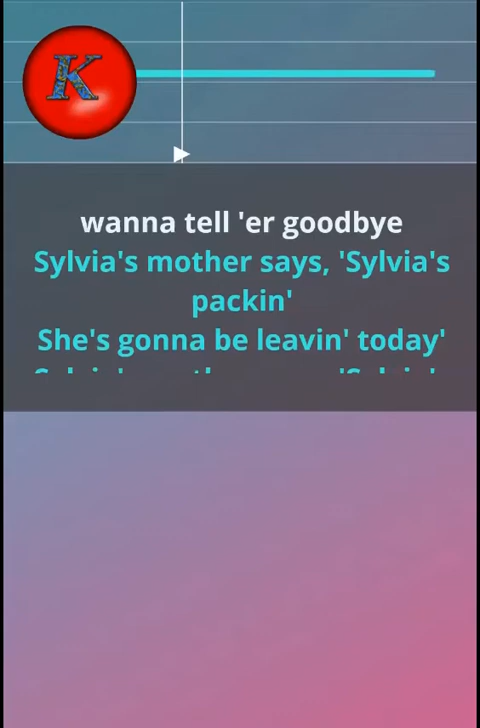 K
wanna tell 'er goodbye
Sylvia's mother says, 'Sylvia's
packin'
She's gonna be leavin' today'